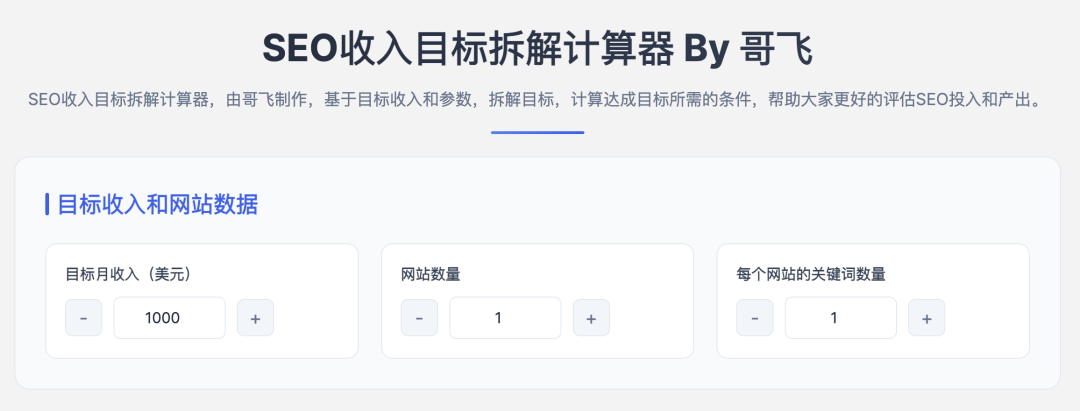 SEO收入目标拆解计算器 By 哥飞
SEO收入目标拆解计算器，由哥飞制作，基于目标收入和参数，拆解目标，计算达成目标所需的条件，帮助大家更好的评估SEO投入和产出。
目标收入和网站数据
目标月收入（美元）
- 1000 +
网站数量
- 1 +
每个网站的关键词数量
- 1 +